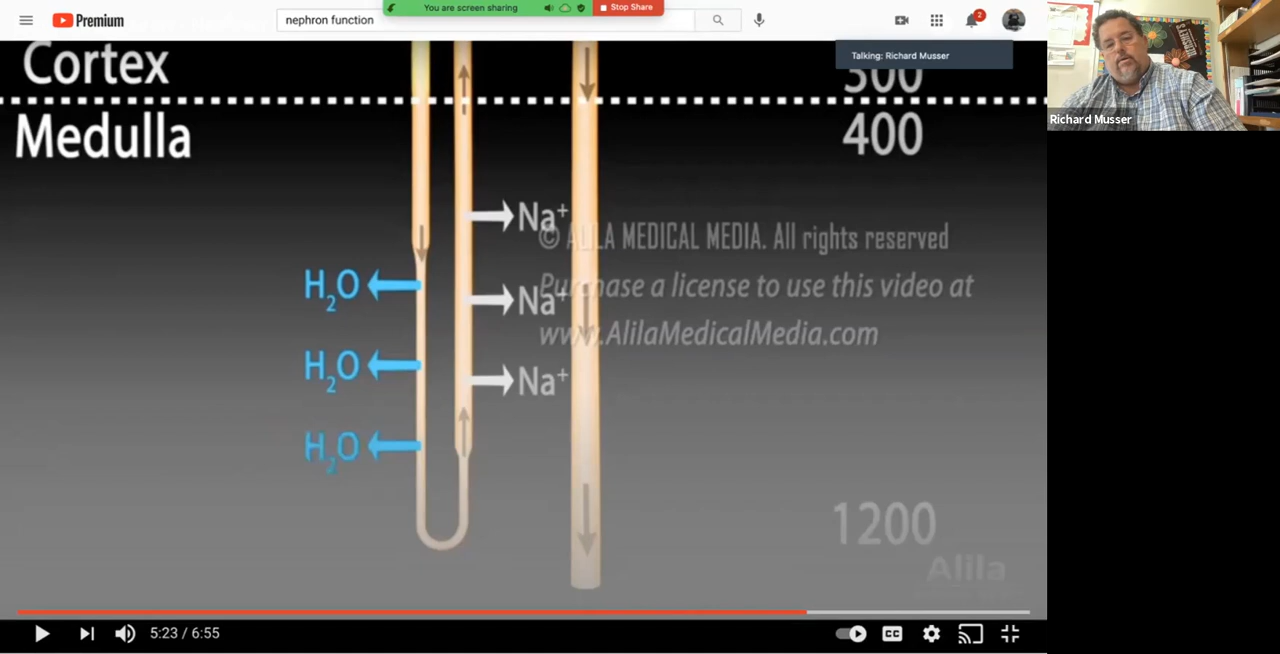 Premium
nephron function
You are screen sharing
Stop Share
2
Talking: Richard Musser
Richard Musser
Cortex
300
Medulla
400
Na⁺
© ALILA MEDICAL MEDIA. All rights reserved
H₂O
Na⁺
Purchase a license to use this video at
www.AlilaMedicalMedia.com
H₂O
Na⁺
H₂O
1200
Alila
5:23 / 6:55
CC